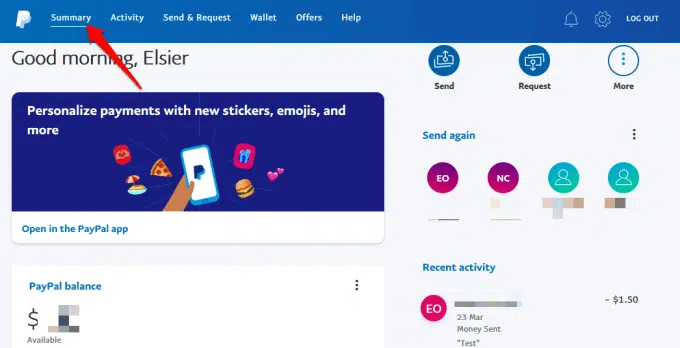 Summary Activity Send & Request Wallet Offers Help LOG OUT
Good morning, Elsier
Personalize payments with new stickers, emojis, and
more
Open in the PayPal app
PayPal balance
$
Available
Send Request More
Send again
EO NC
Recent activity
EO
- $1.50
23 Mar
Money Sent
"Test"